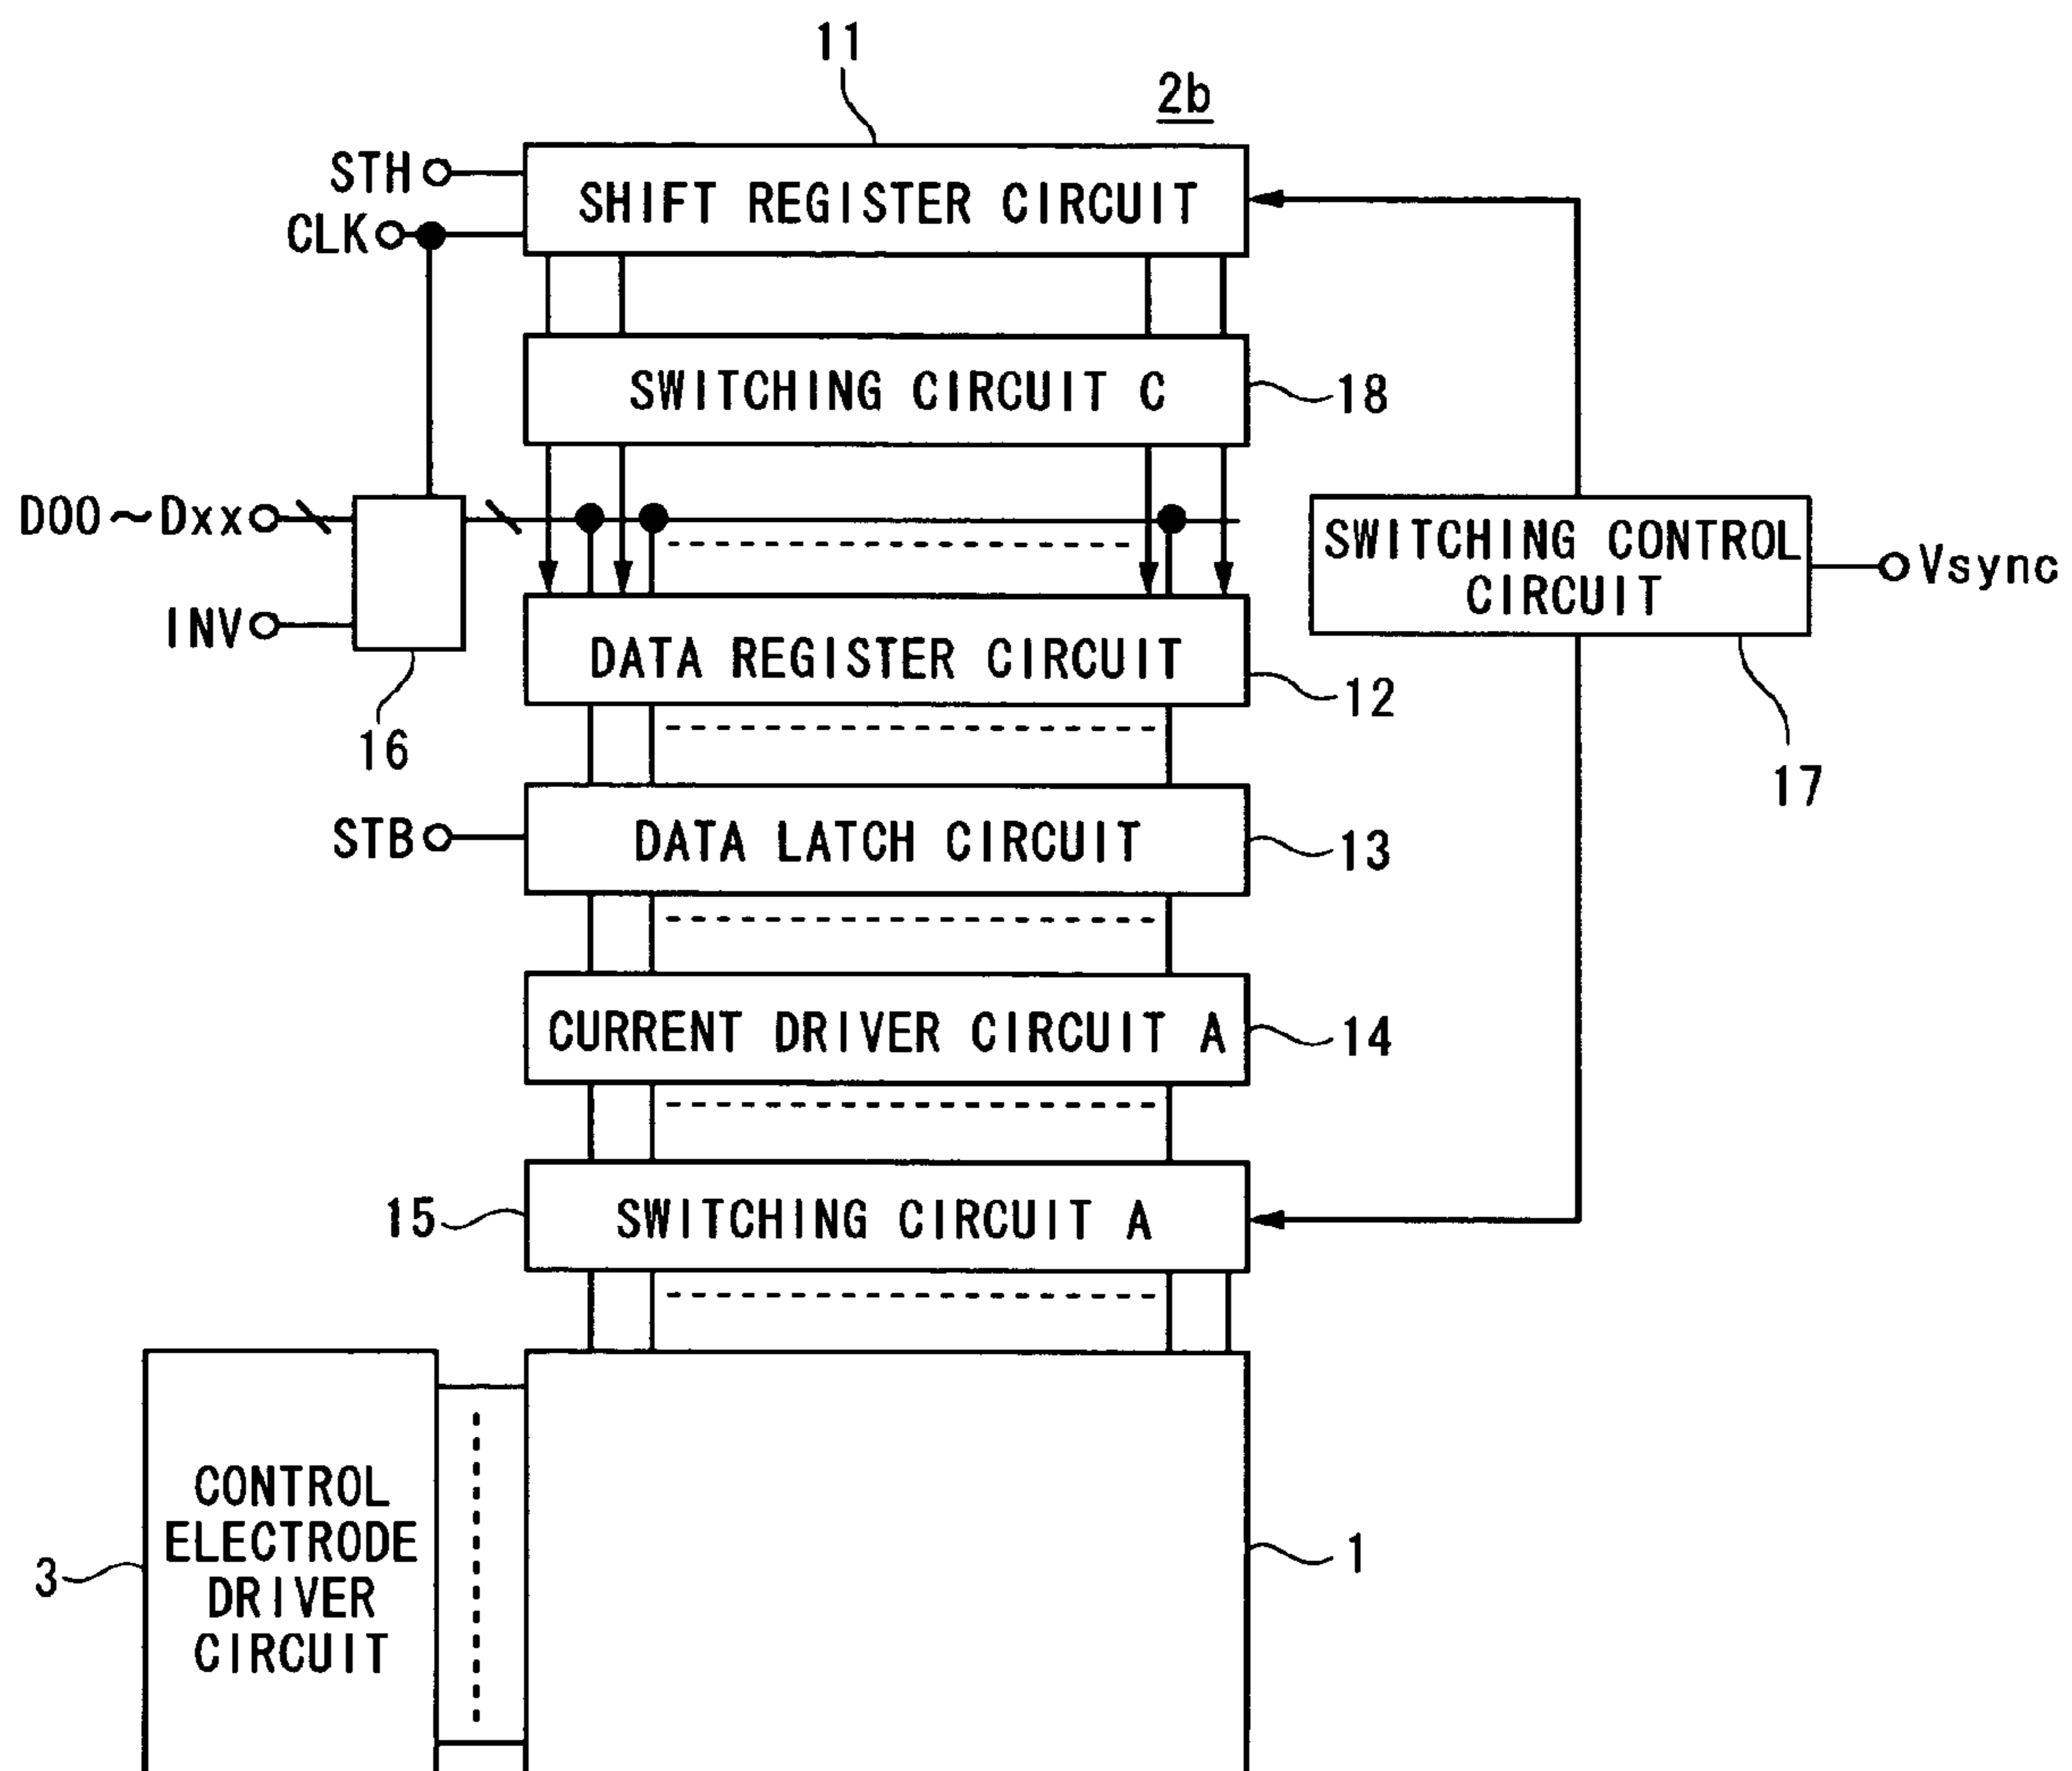 11
2b
STH
SHIFT REGISTER CIRCUIT
CLK
SWITCHING CIRCUIT C
18
D00~Dxx
SWITCHING CONTROL
CIRCUIT
Vsync
INV
DATA REGISTER CIRCUIT
12
16
17
STB
DATA LATCH CIRCUIT
13
CURRENT DRIVER CIRCUIT A
14
15
SWITCHING CIRCUIT A
CONTROL
ELECTRODE
DRIVER
CIRCUIT
3
1